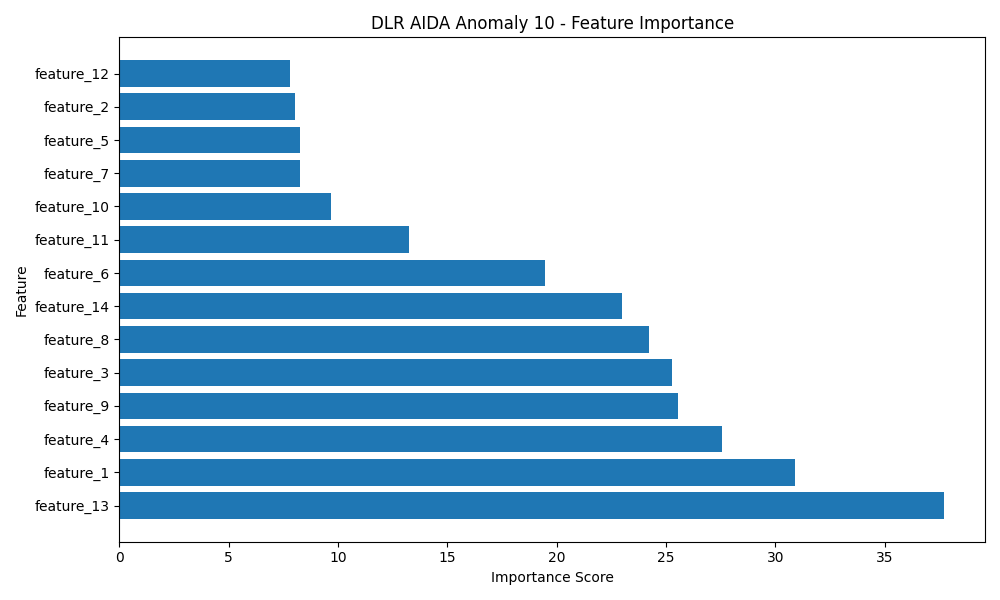 DLR AIDA Anomaly 10 - Feature Importance
Feature
feature_12
feature_2
feature_5
feature_7
feature_10
feature_11
feature_6
feature_14
feature_8
feature_3
feature_9
feature_4
feature_1
feature_13
0 5 10 15 20 25 30 35
Importance Score